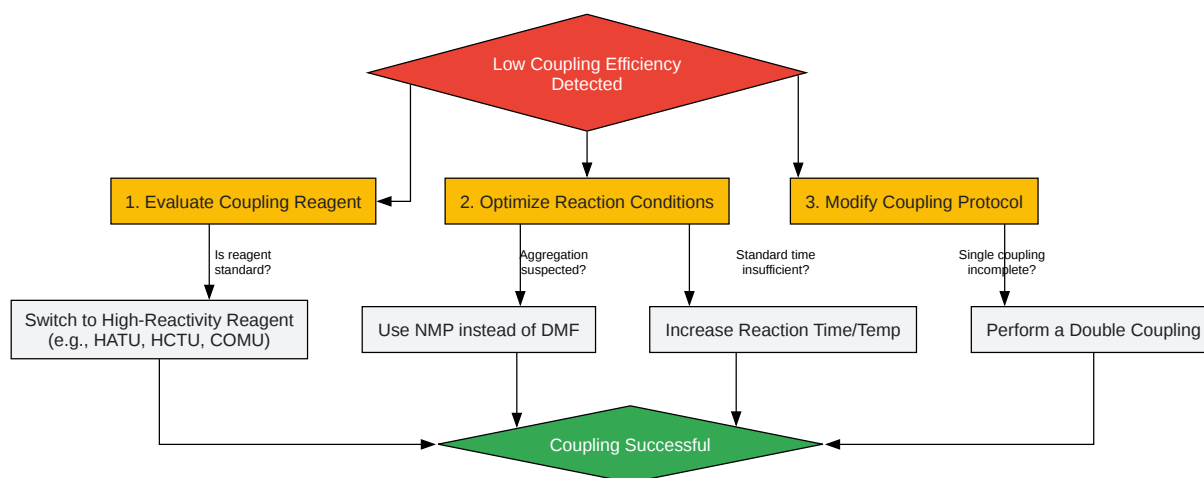 Low Coupling Efficiency
Detected
1. Evaluate Coupling Reagent
2. Optimize Reaction Conditions
3. Modify Coupling Protocol
Is reagent
standard?
Aggregation
suspected?
Standard time
insufficient?
Single coupling
incomplete?
Switch to High-Reactivity Reagent
(e.g., HATU, HCTU, COMU)
Use NMP instead of DMF
Increase Reaction Time/Temp
Perform a Double Coupling
Coupling Successful